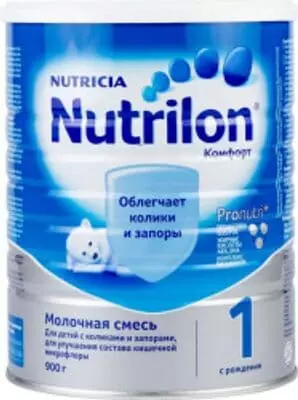 NUTRICIA
Nutrilon®
Комфорт
Облегчает
колики
и запоры
Pronutri+
1
с рождения
Молочная смесь
Для детей с коликами и запорами,
для улучшения состава кишечной
микрофлоры
900 г